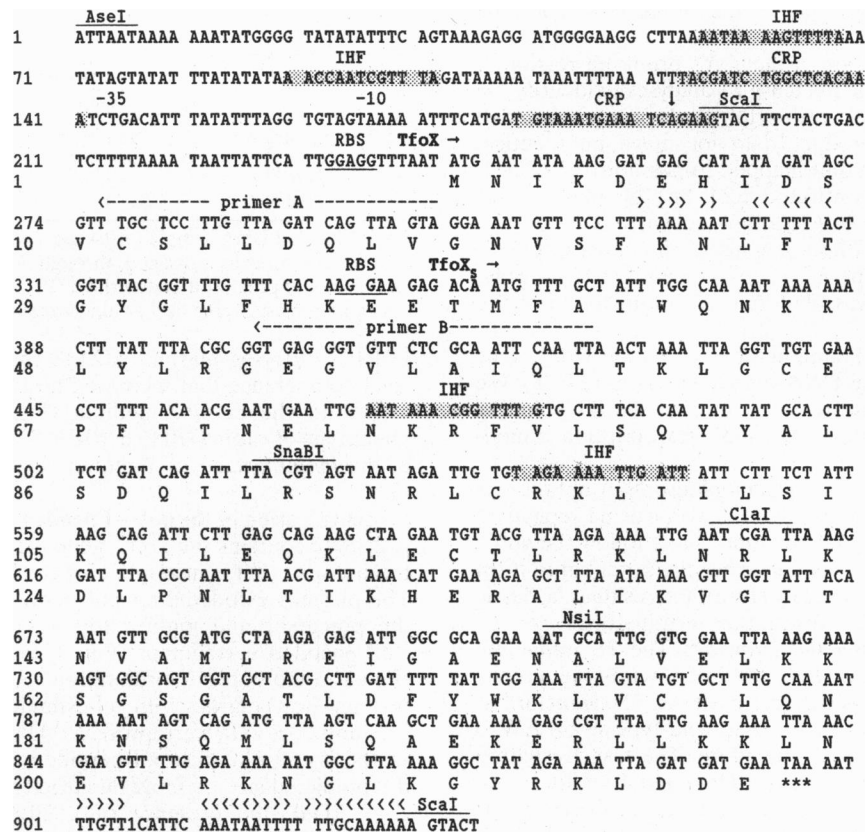 AseI IHF
1 ATTAATAAAA AAATATGGGG TATATATTTC AGTAAAGAGG ATGGGGAAGG CTTAAAATAA AAGTTTTAAA
IHF CRP
71 TATAGTATAT TTATATATAA ACCAATCGTT TAGATAAAAA TAAATTTTAA ATTTACGATC TGGCTCACAA
-35 -10 CRP ↓ ScaI
141 ATCTGACATT TATATTTAGG TGTAGTAAAA ATTTCATGAT GTAAATGAAA TCAGAAGTAC TTCTACTGAC
RBS TfoX →
211 TCTTTTAAAA TAATTATTCA TTGGAGGTTTAAT ATG AAT ATA AAG GAT GAG CAT ATA GAT AGC
1 M N I K D E H I D S
<---------- primer A---------- > >>>> >> << <<<< <
274 GTT TGC TCC TTG TTA GAT CAG TTA GTA GGA AAT GTT TCC TTT AAA AAT CTT TTT ACT
10 V C S L L D Q L V G N V S F K N L F T
RBS TfoXs →
331 GGT TAC GGT TTG TTT CAC AAG GAA GAG ACA ATG TTT GCT ATT TGG CAA AAT AAA AAA
29 G Y G L F H K E E T M F A I W Q N K K
<--------- primer B--------------
388 CTT TAT TTA CGC GGT GAG GGT GTT CTC GCA ATT CAA TTA ACT AAA TTA GGT TGT GAA
48 L Y L R G E G V L A I Q L T K L G C E
IHF
445 CCT TTT ACA ACG AAT GAA TTG AAT AAA CGG TTT GTG CTT TCA CAA TAT TAT GCA CTT
67 P F T T N E L N K R F V L S Q Y Y A L
SnaBI IHF
502 TCT GAT CAG ATT TTA CGT AGT AAT AGA TTG TGT AGA AAA TTG ATT ATT CTT TCT ATT
86 S D Q I L R S N R L C R K L I I L S I
ClaI
559 AAG CAG ATT CTT GAG CAG AAG CTA GAA TGT ACG TTA AGA AAA TTG AAT CGA TTA AAG
105 K Q I L E Q K L E C T L R K L N R L K
616 GAT TTA CCC AAT TTA ACG ATT AAA CAT GAA AGA GCT TTA ATA AAA GTT GGT ATT ACA
124 D L P N L T I K H E R A L I K V G I T
NsiI
673 AAT GTT GCG ATG CTA AGA GAG ATT GGC GCA GAA AAT GCA TTG GTG GAA TTA AAG AAA
143 N V A M L R E I G A E N A L V E L K K
730 AGT GGC AGT GGT GCT ACG CTT GAT TTT TAT TGG AAA TTA GTA TGT GCT TTG CAA AAT
162 S G S G A T L D F Y W K L V C A L Q N
787 AAA AAT AGT CAG ATG TTA AGT CAA GCT GAA AAA GAG CGT TTA TTG AAG AAA TTA AAC
181 K N S Q M L S Q A E K E R L L K K L N
844 GAA GTT TTG AGA AAA AAT GGC TTA AAA GGC TAT AGA AAA TTA GAT GAT GAA TAA AAT
200 E V L R K N G L K G Y R K L D D E ***
>>>>> <<<<<>>>>> >>><<<<<<<< ScaI
901 TTGTT1CATTC AAATAATTTT TTGCAAAAAA GTACT